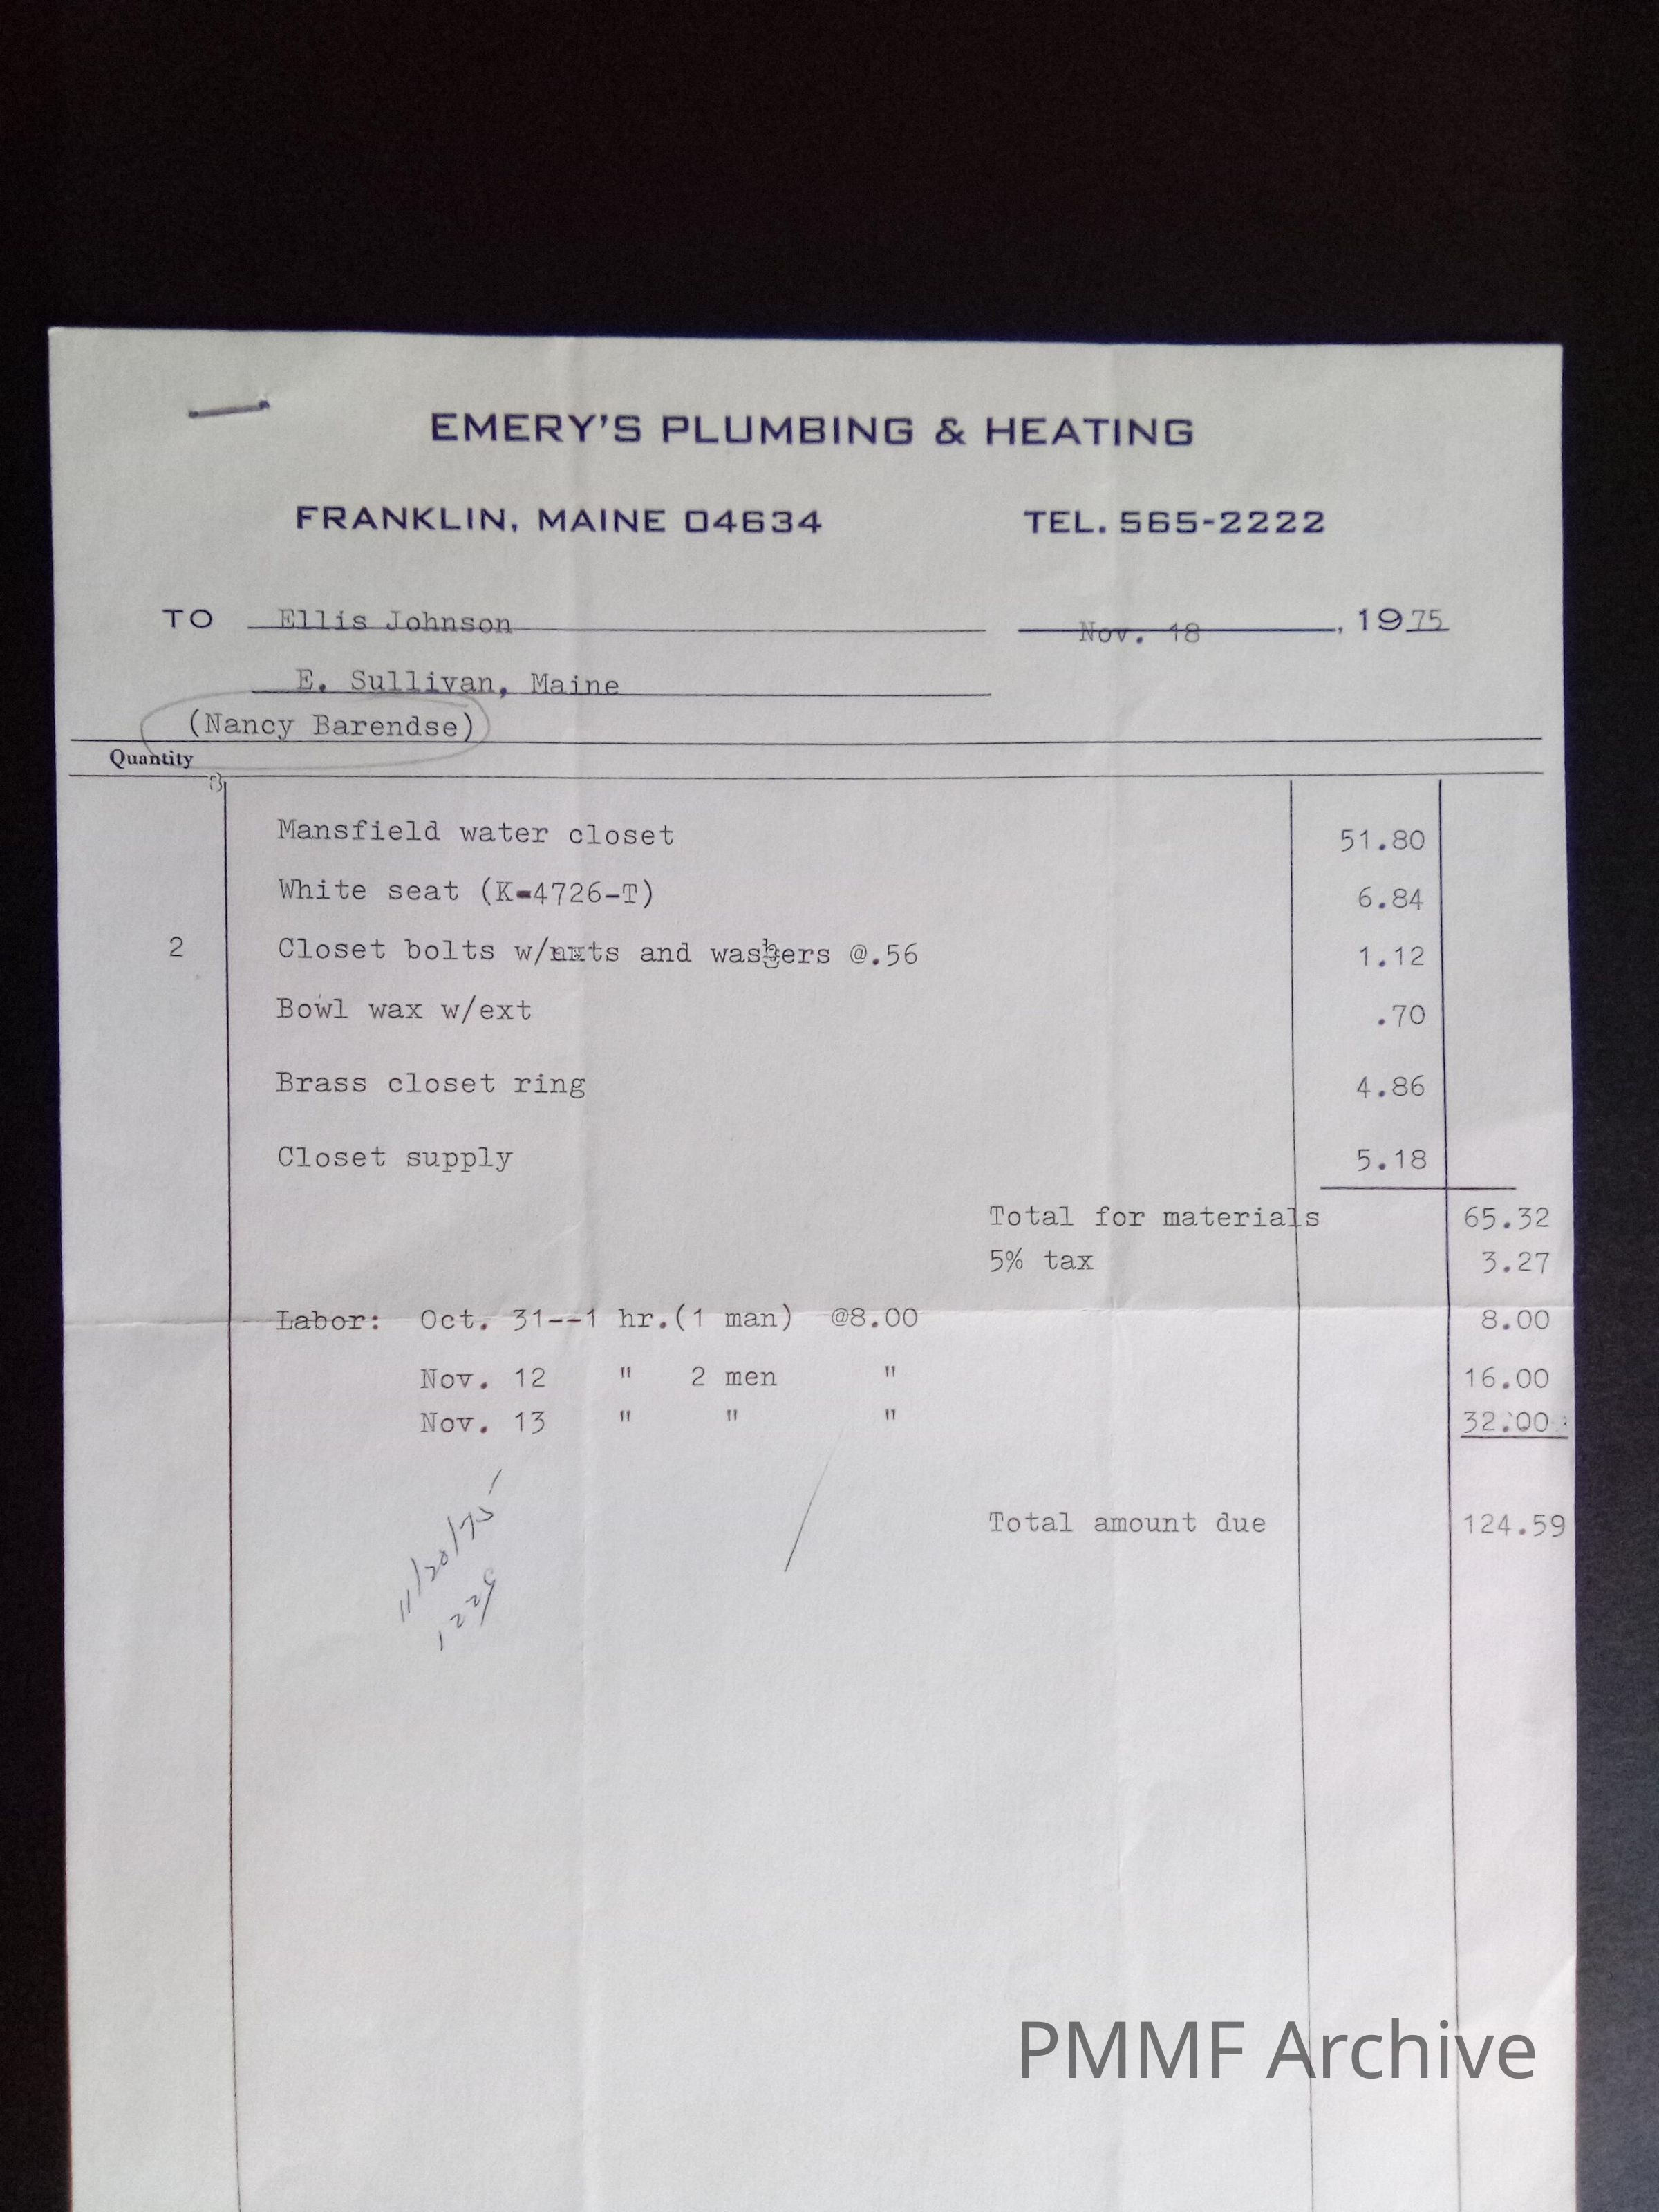 EMERY'S PLUMBING & HEATING
FRANKLIN, MAINE 04634 TEL. 565-2222
TO Ellis Johnson Nov. 18, 1975
E. Sullivan, Maine
(Nancy Barendse)
Quantity
Mansfield water closet 51.80
White seat (K-4726-T) 6.84
2 Closet bolts w/nuts and washers @.56 1.12
Bowl wax w/ext .70
Brass closet ring 4.86
Closet supply 5.18
Total for materials 65.32
5% tax 3.27
Labor: Oct. 31--1 hr.(1 man) @8.00 8.00
Nov. 12 " 2 men " 16.00
Nov. 13 " " " 32.00
Total amount due 124.59
11/20/75
PMMF Archive